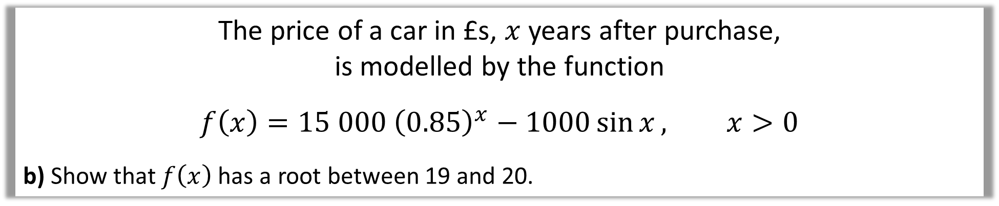 The price of a car in £s, x years after purchase,
is modelled by the function
f(x) = 15 000 (0.85)^x − 1000 sin x ,    x > 0
b) Show that f(x) has a root between 19 and 20.